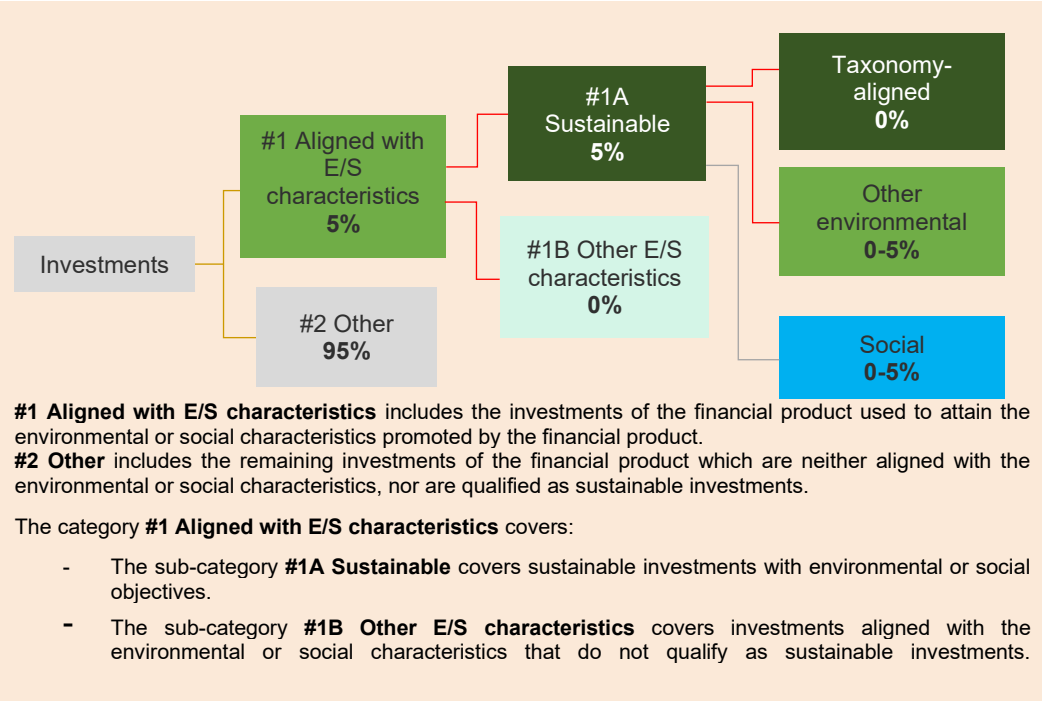 Taxonomy-
aligned
0%
#1A
Sustainable
5%
#1 Aligned with
E/S
characteristics
5%
Other
environmental
0-5%
Investments
#1B Other E/S
characteristics
0%
#2 Other
95%
Social
0-5%
#1 Aligned with E/S characteristics includes the investments of the financial product used to attain the
environmental or social characteristics promoted by the financial product.
#2 Other includes the remaining investments of the financial product which are neither aligned with the
environmental or social characteristics, nor are qualified as sustainable investments.
The category #1 Aligned with E/S characteristics covers:
- The sub-category #1A Sustainable covers sustainable investments with environmental or social
objectives.
- The sub-category #1B Other E/S characteristics covers investments aligned with the
environmental or social characteristics that do not qualify as sustainable investments.